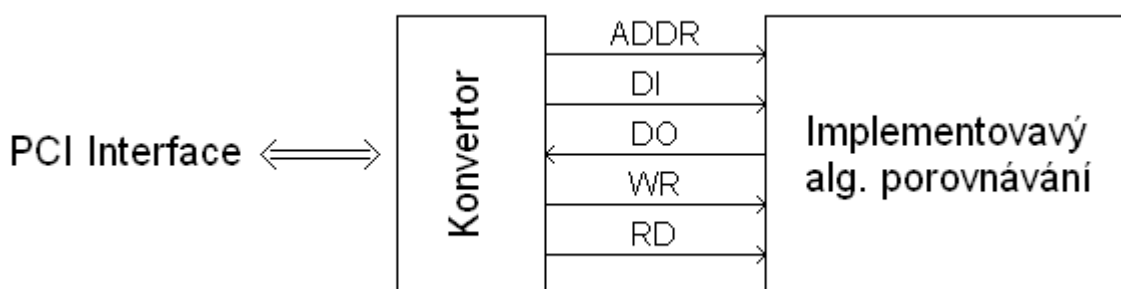 PCI Interface
Konvertor
ADDR
DI
DO
WR
RD
Implementovavý
alg. porovnávání